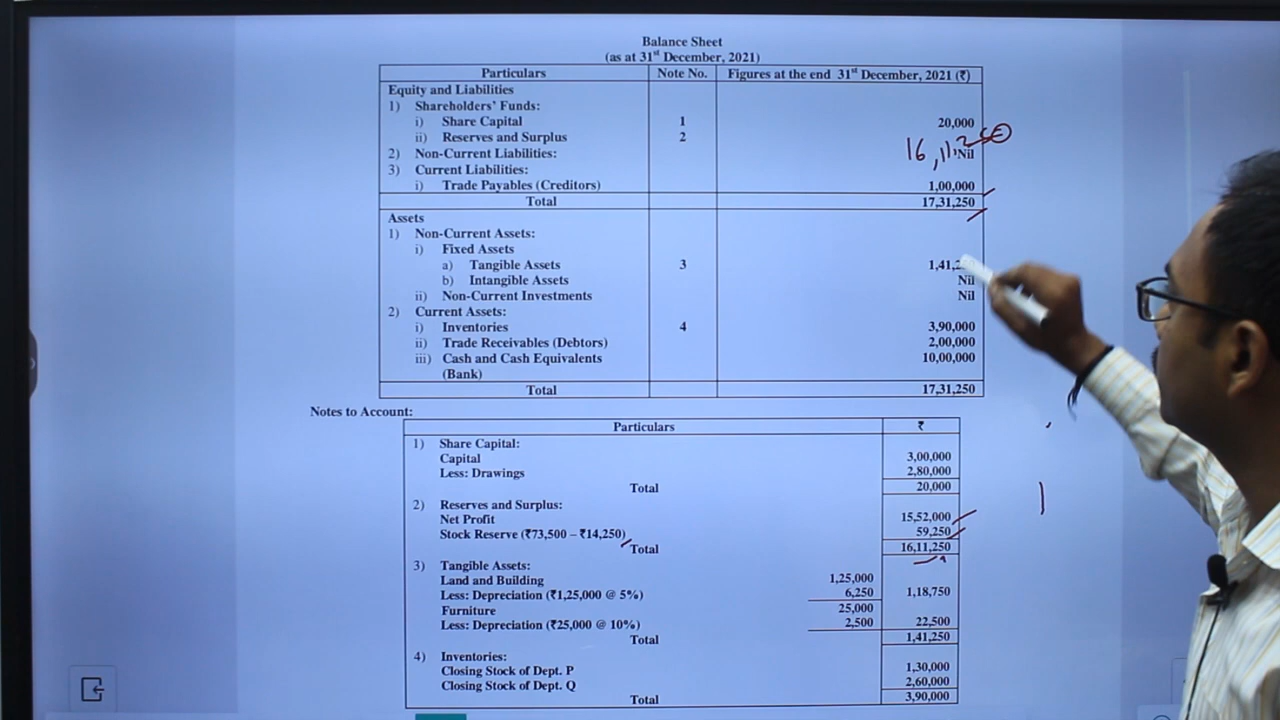 Balance Sheet
(as at 31st December, 2021)
Particulars Note No. Figures at the end 31st December, 2021 (₹)
Equity and Liabilities
1) Shareholders' Funds:
i) Share Capital 1 20,000
ii) Reserves and Surplus 2 16,11,250
2) Non-Current Liabilities: Nil
3) Current Liabilities:
i) Trade Payables (Creditors) 1,00,000
Total 17,31,250
Assets
1) Non-Current Assets:
i) Fixed Assets
a) Tangible Assets 3 1,41,2
b) Intangible Assets Nil
ii) Non-Current Investments Nil
2) Current Assets:
i) Inventories 4 3,90,000
ii) Trade Receivables (Debtors) 2,00,000
iii) Cash and Cash Equivalents 10,00,000
(Bank)
Total 17,31,250
Notes to Account:
Particulars ₹
1) Share Capital:
Capital 3,00,000
Less: Drawings 2,80,000
Total 20,000
2) Reserves and Surplus:
Net Profit 15,52,000
Stock Reserve (₹73,500 – ₹14,250) 59,250
Total 16,11,250
3) Tangible Assets:
Land and Building 1,25,000
Less: Depreciation (₹1,25,000 @ 5%) 6,250 1,18,750
Furniture 25,000
Less: Depreciation (₹25,000 @ 10%) 2,500 22,500
Total 1,41,250
4) Inventories:
Closing Stock of Dept. P 1,30,000
Closing Stock of Dept. Q 2,60,000
Total 3,90,000